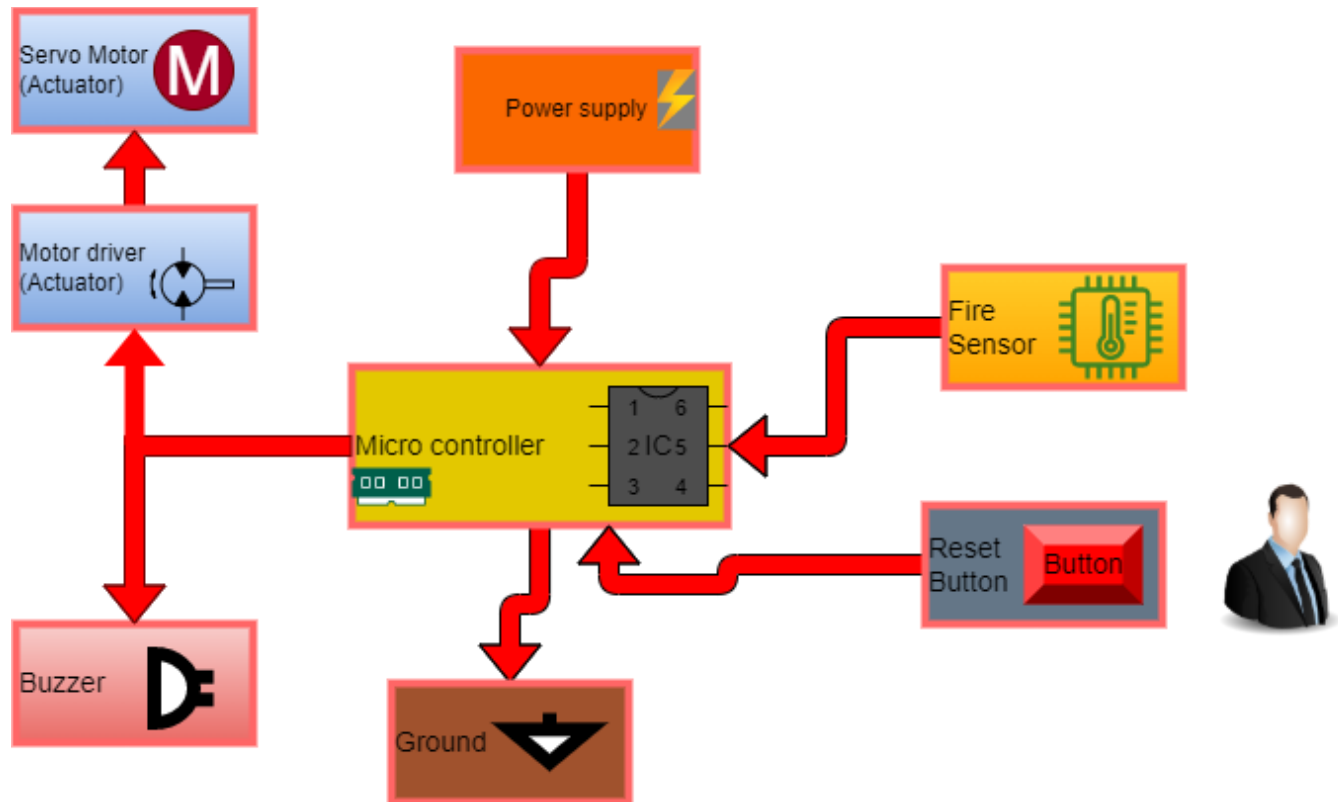 Servo Motor
(Actuator)
M
Power supply
Motor driver
(Actuator)
Fire
Sensor
Micro controller
1 6
2 IC 5
3 4
Reset
Button
Button
Buzzer
Ground